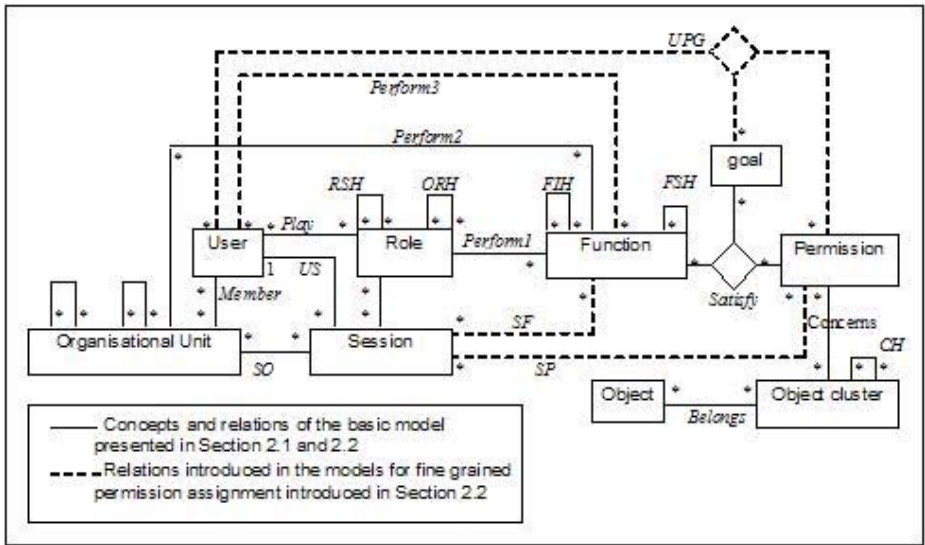 UPG
Perform3
Perform2
goal
RSH
ORH
FIH
FSH
User
Play
Role
Perform1
Function
Permission
1
US
Member
Satisfy
Organisational Unit
Session
SF
Concerns
SO
SP
CH
Object
Object cluster
Belongs
Concepts and relations of the basic model
presented in Section 2.1 and 2.2
Relations introduced in the models for fine grained
permission assignment introduced in Section 2.2